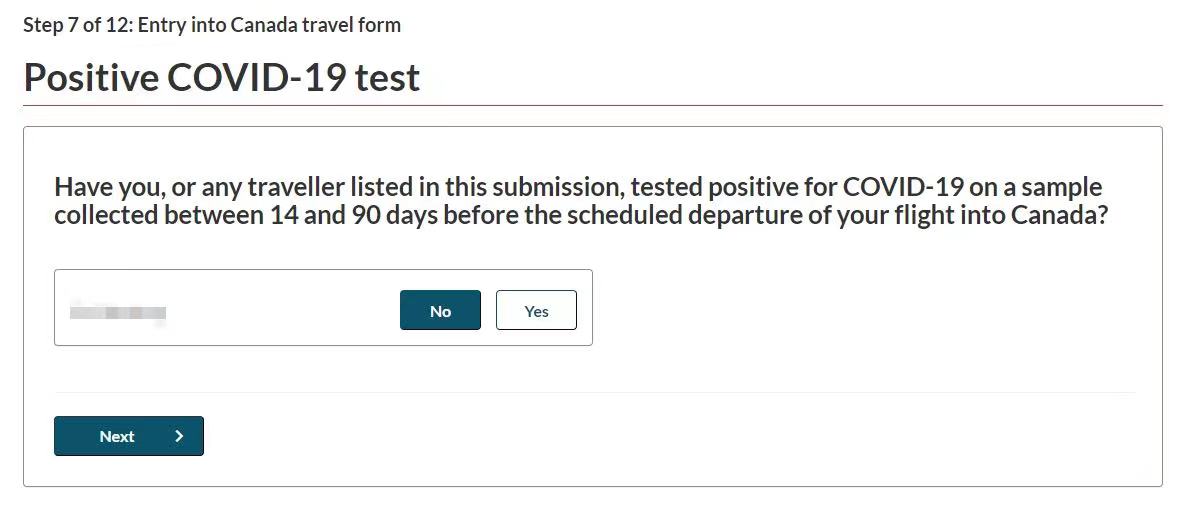 Step 7 of 12: Entry into Canada travel form
Positive COVID-19 test
Have you, or any traveller listed in this submission, tested positive for COVID-19 on a sample
collected between 14 and 90 days before the scheduled departure of your flight into Canada?
No Yes
Next